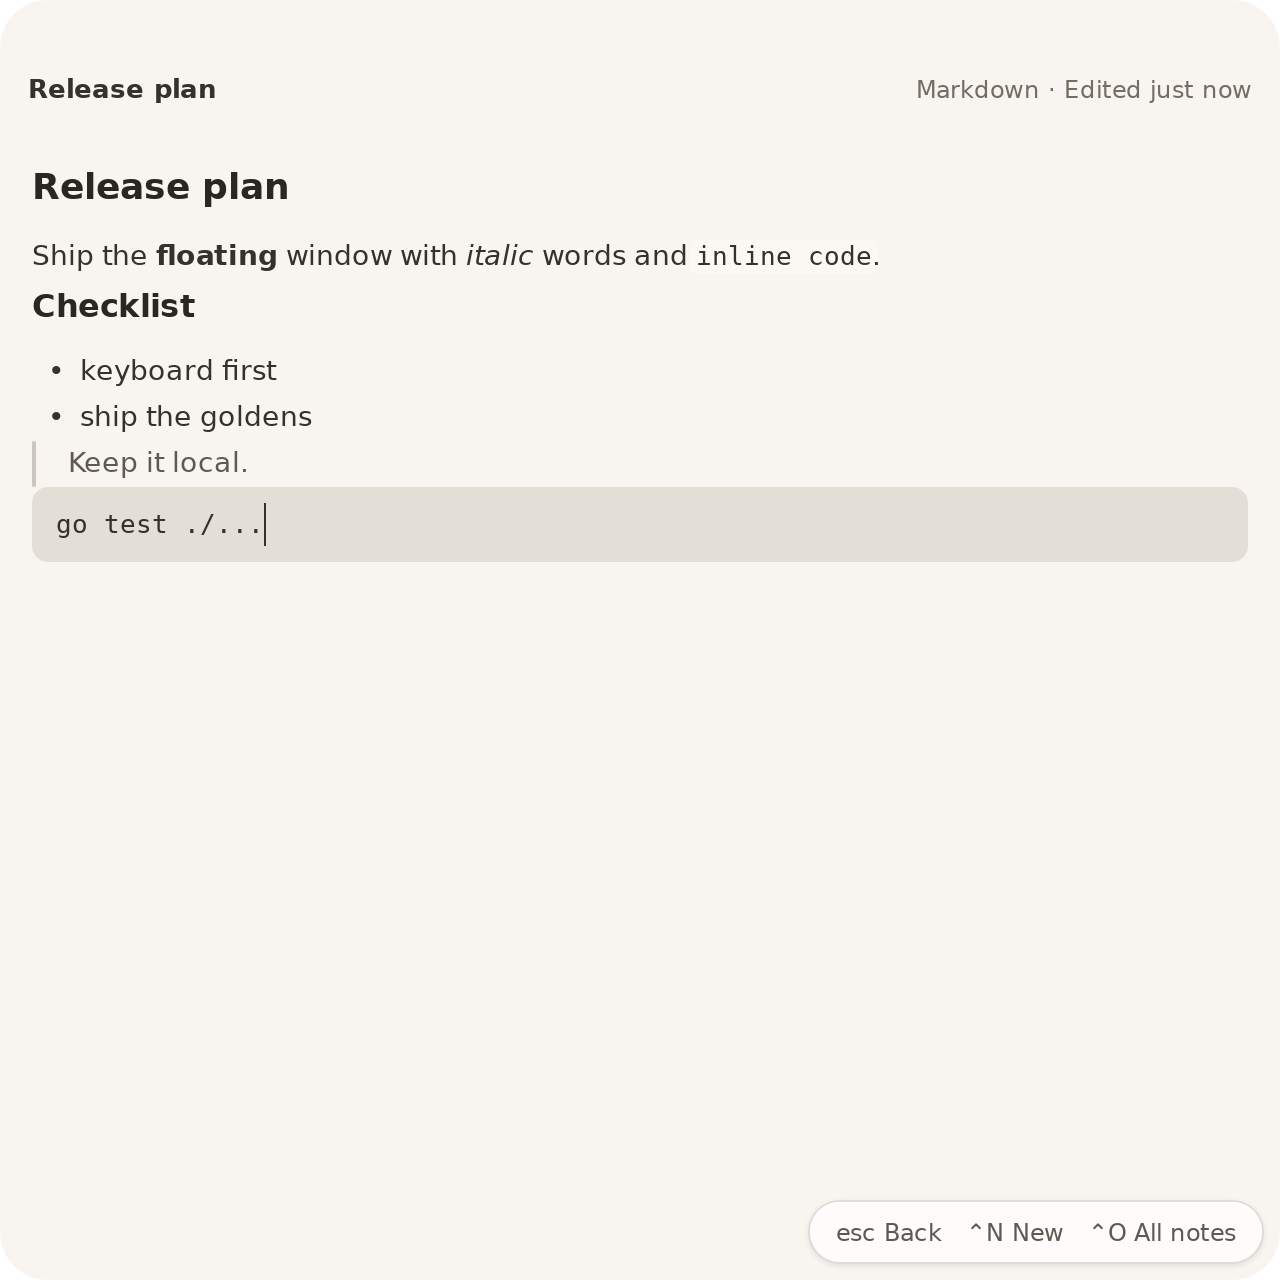 Release plan
Markdown · Edited just now
Release plan
Ship the floating window with italic words and inline code.
Checklist
• keyboard first
• ship the goldens
Keep it local.
go test ./...
esc Back ⌃N New ⌃O All notes